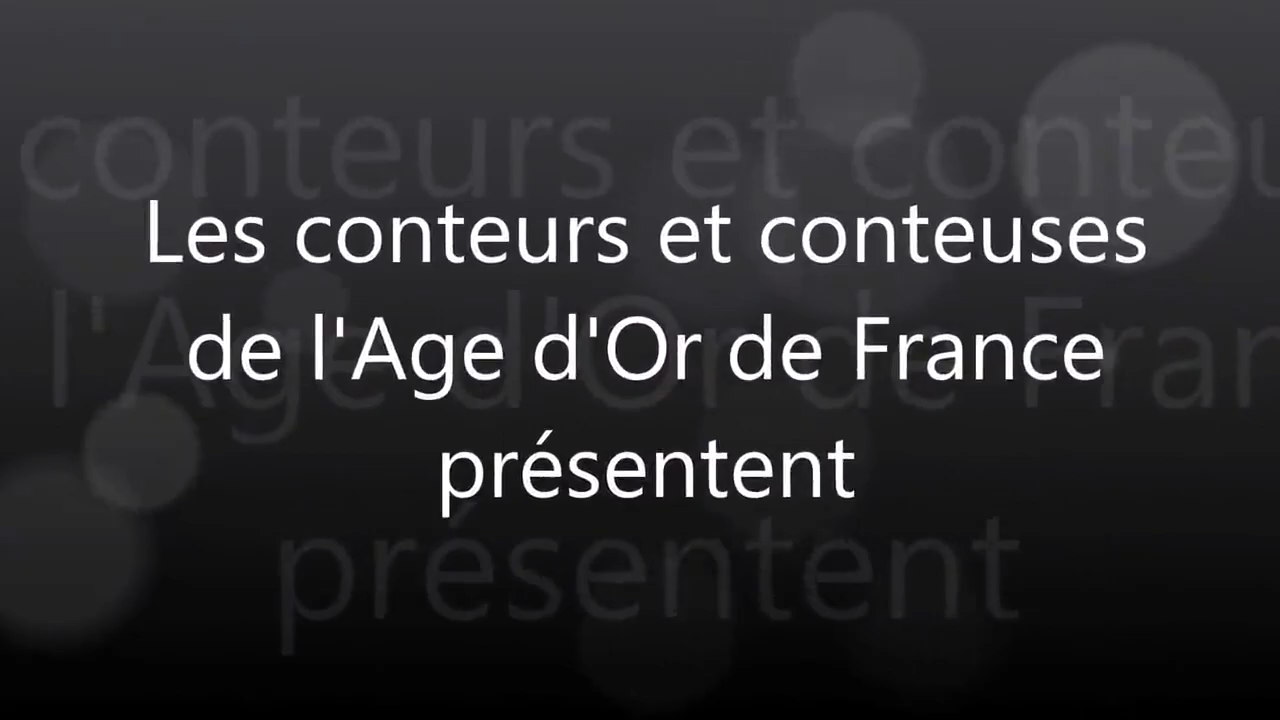 Les conteurs et conteuses
de l'Age d'Or de France
présentent